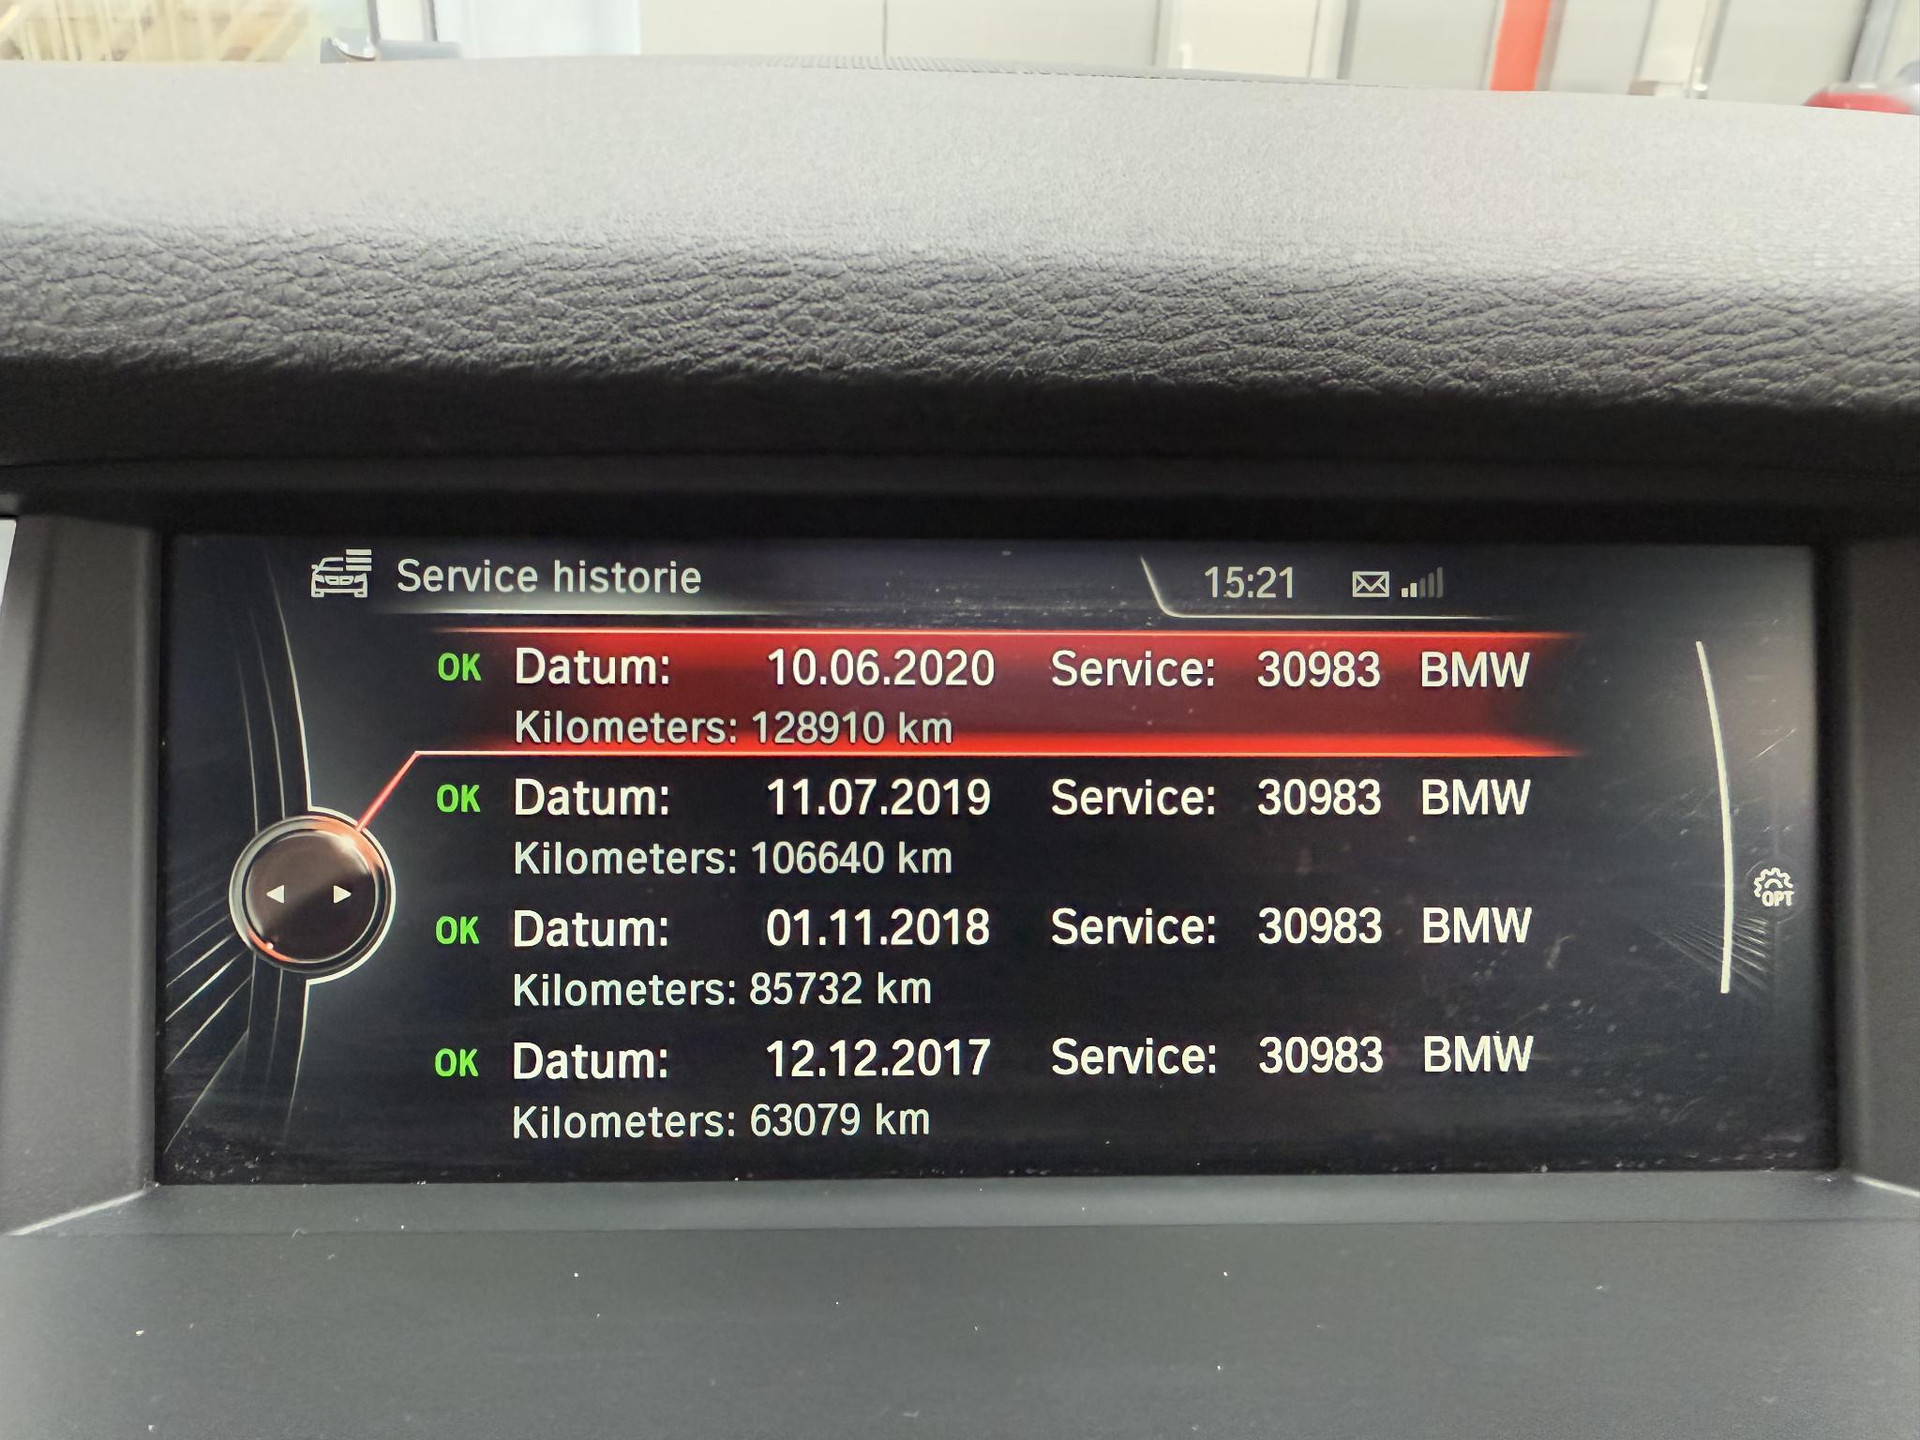 Service historie 15:21
OK Datum: 10.06.2020 Service: 30983 BMW
Kilometers: 128910 km
OK Datum: 11.07.2019 Service: 30983 BMW
Kilometers: 106640 km
OK Datum: 01.11.2018 Service: 30983 BMW
Kilometers: 85732 km
OPT
OK Datum: 12.12.2017 Service: 30983 BMW
Kilometers: 63079 km